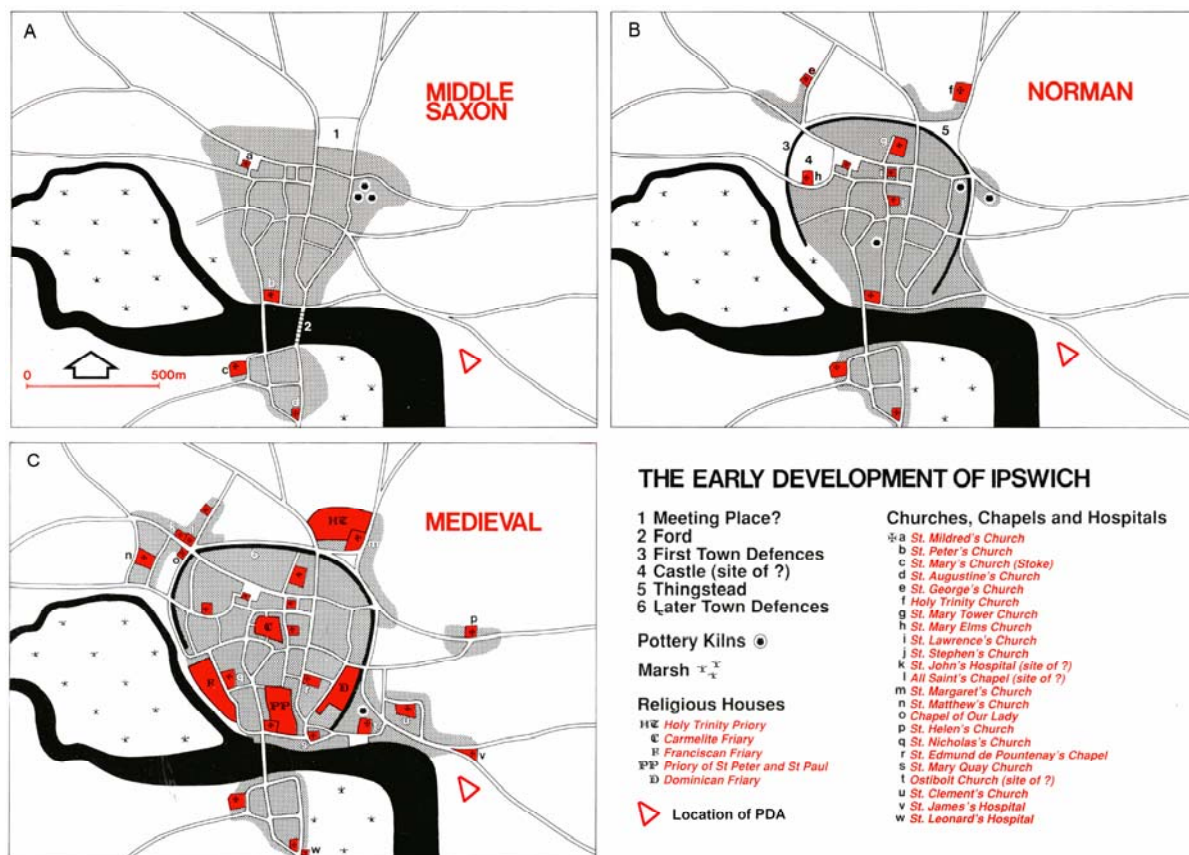 A
MIDDLE
SAXON
1
a
b
2
c
d
0 500m
B
NORMAN
e
f
5
3
g
4
h
C
MEDIEVAL
HT
m
n
o
6
p
C
F
q
PP
r
D
s
u
v
w
THE EARLY DEVELOPMENT OF IPSWICH
1 Meeting Place?
2 Ford
3 First Town Defences
4 Castle (site of ?)
5 Thingstead
6 Later Town Defences
Pottery Kilns
Marsh
Religious Houses
HT Holy Trinity Priory
C Carmelite Friary
F Franciscan Friary
PP Priory of St Peter and St Paul
D Dominican Friary
Location of PDA
Churches, Chapels and Hospitals
a St. Mildred's Church
b St. Peter's Church
c St. Mary's Church (Stoke)
d St. Augustine's Church
e St. George's Church
f Holy Trinity Church
g St. Mary Tower Church
h St. Mary Elms Church
i St. Lawrence's Church
j St. Stephen's Church
k St. John's Hospital (site of ?)
l All Saint's Chapel (site of ?)
m St. Margaret's Church
n St. Matthew's Church
o Chapel of Our Lady
p St. Helen's Church
q St. Nicholas's Church
r St. Edmund de Pountenay's Chapel
s St. Mary Quay Church
t Ostibolt Church (site of ?)
u St. Clement's Church
v St. James's Hospital
w St. Leonard's Hospital